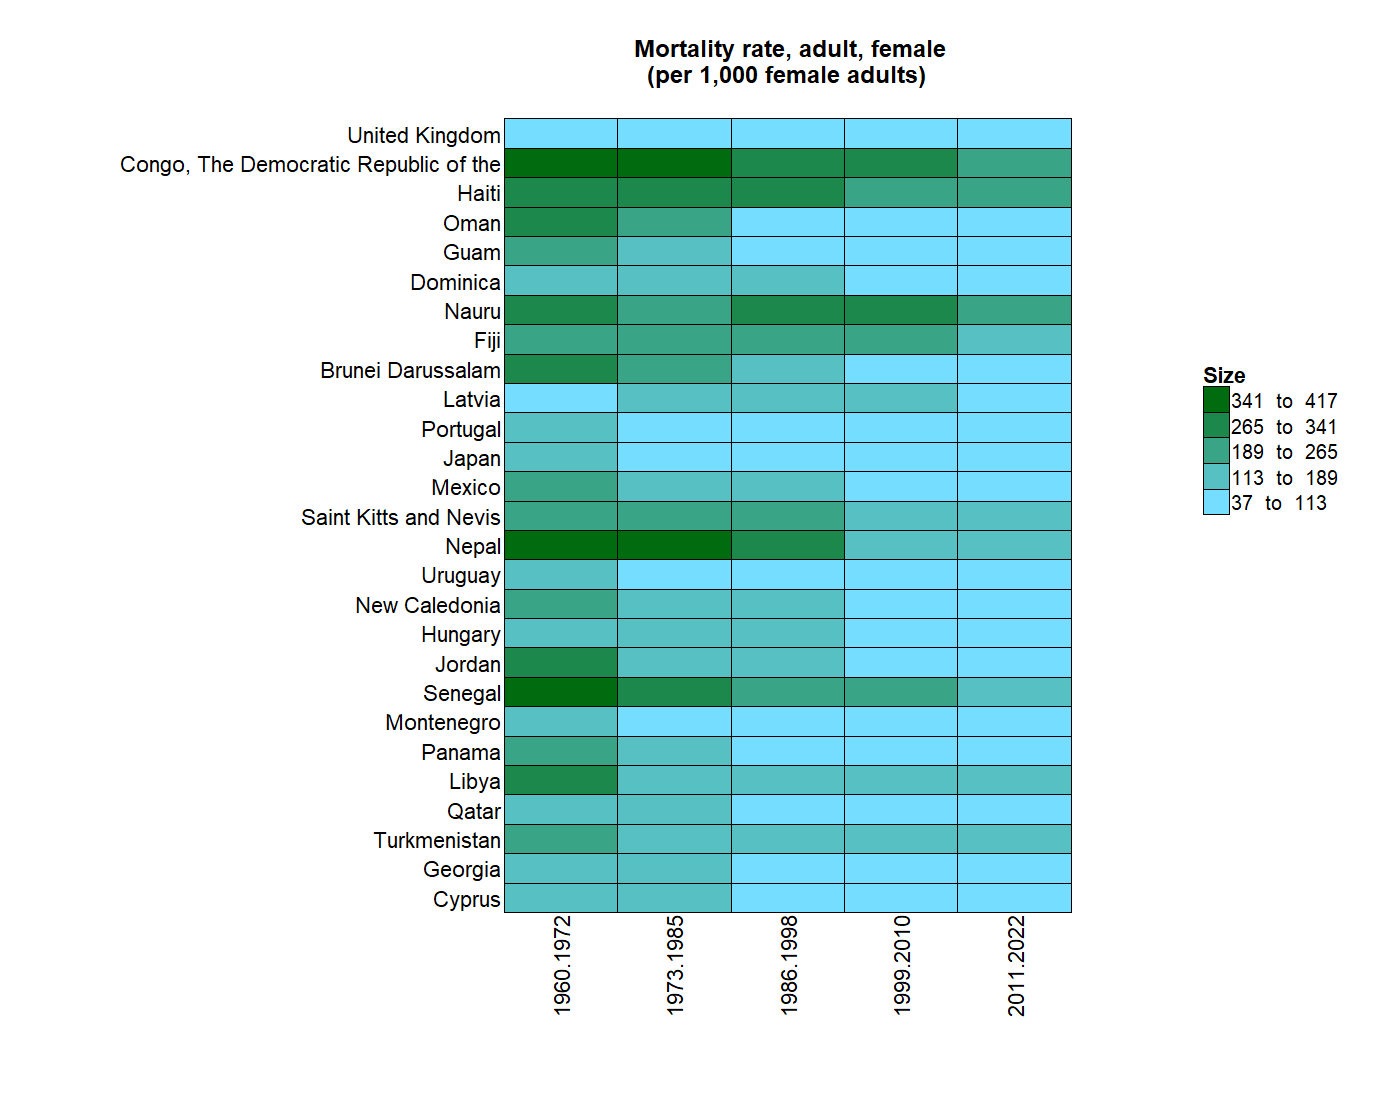 Mortality rate, adult, female
(per 1,000 female adults)
United Kingdom
Congo, The Democratic Republic of the
Haiti
Oman
Guam
Dominica
Nauru
Fiji
Brunei Darussalam
Latvia
Portugal
Japan
Mexico
Saint Kitts and Nevis
Nepal
Uruguay
New Caledonia
Hungary
Jordan
Senegal
Montenegro
Panama
Libya
Qatar
Turkmenistan
Georgia
Cyprus
1960.1972
1973.1985
1986.1998
1999.2010
2011.2022
Size
341 to 417
265 to 341
189 to 265
113 to 189
37 to 113